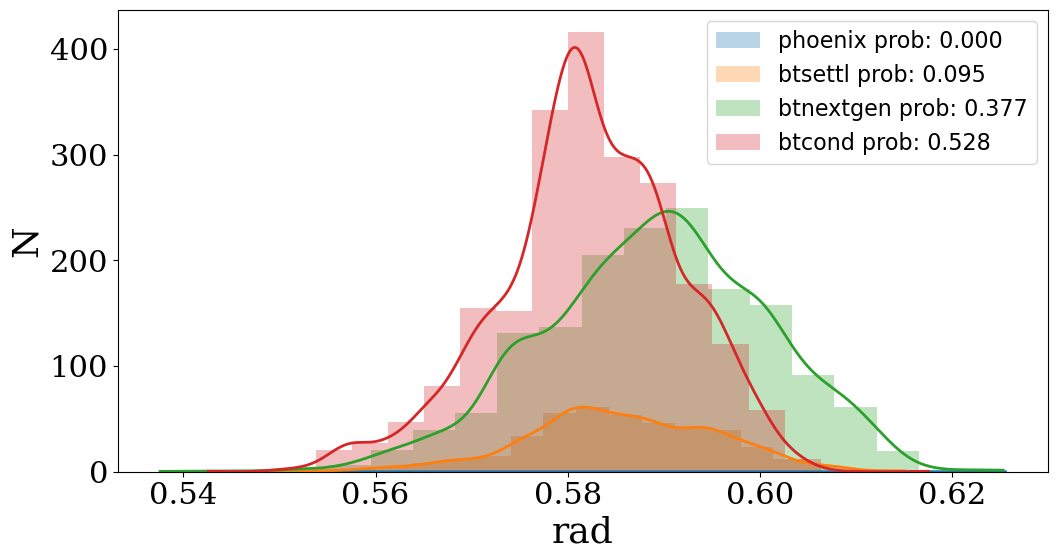 400
300
200
100
0
N
0.54 0.56 0.58 0.60 0.62
rad
phoenix prob: 0.000
btsettl prob: 0.095
btnextgen prob: 0.377
btcond prob: 0.528